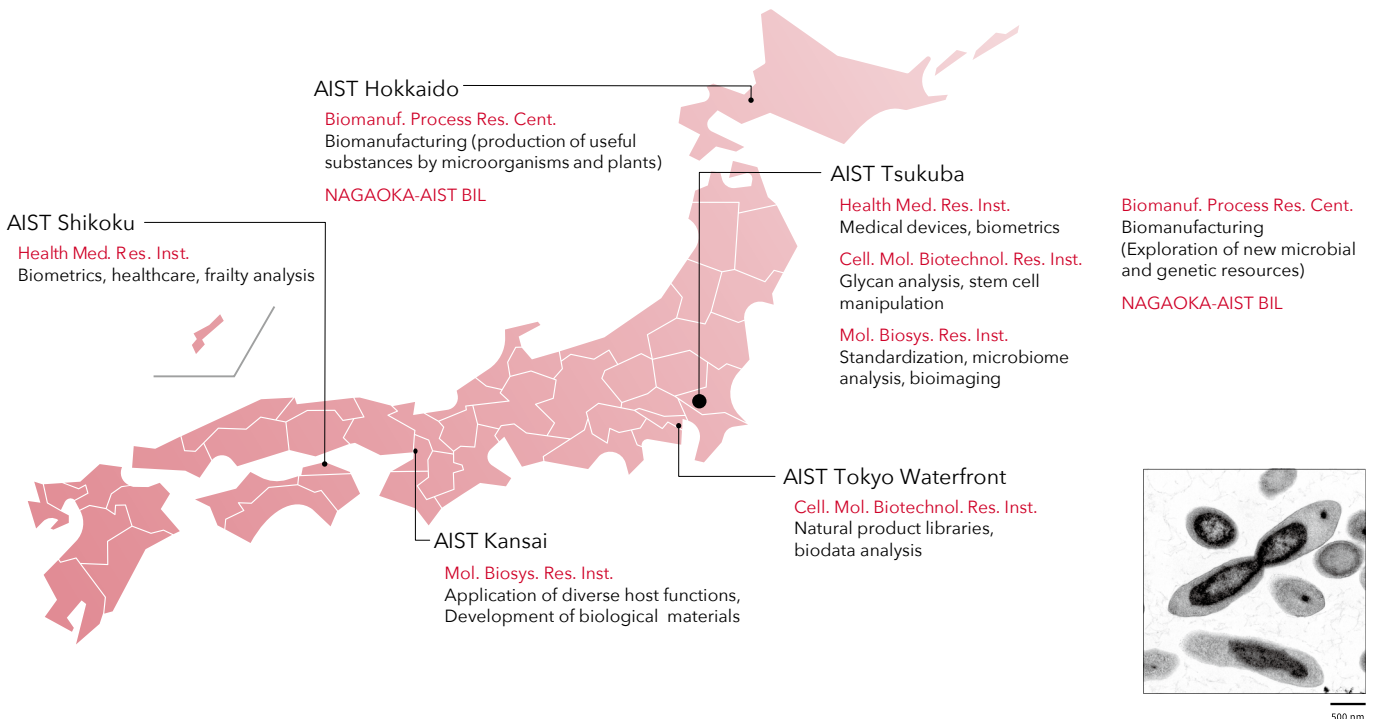 AIST Hokkaido
Biomanuf. Process Res. Cent.
Biomanufacturing (production of useful
substances by microorganisms and plants)
NAGAOKA-AIST BIL
AIST Shikoku
Health Med. Res. Inst.
Biometrics, healthcare, frailty analysis
AIST Tsukuba
Health Med. Res. Inst.
Medical devices, biometrics
Cell. Mol. Biotechnol. Res. Inst.
Glycan analysis, stem cell
manipulation
Mol. Biosys. Res. Inst.
Standardization, microbiome
analysis, bioimaging
Biomanuf. Process Res. Cent.
Biomanufacturing
(Exploration of new microbial
and genetic resources)
NAGAOKA-AIST BIL
AIST Tokyo Waterfront
Cell. Mol. Biotechnol. Res. Inst.
Natural product libraries,
biodata analysis
AIST Kansai
Mol. Biosys. Res. Inst.
Application of diverse host functions,
Development of biological materials
500 nm